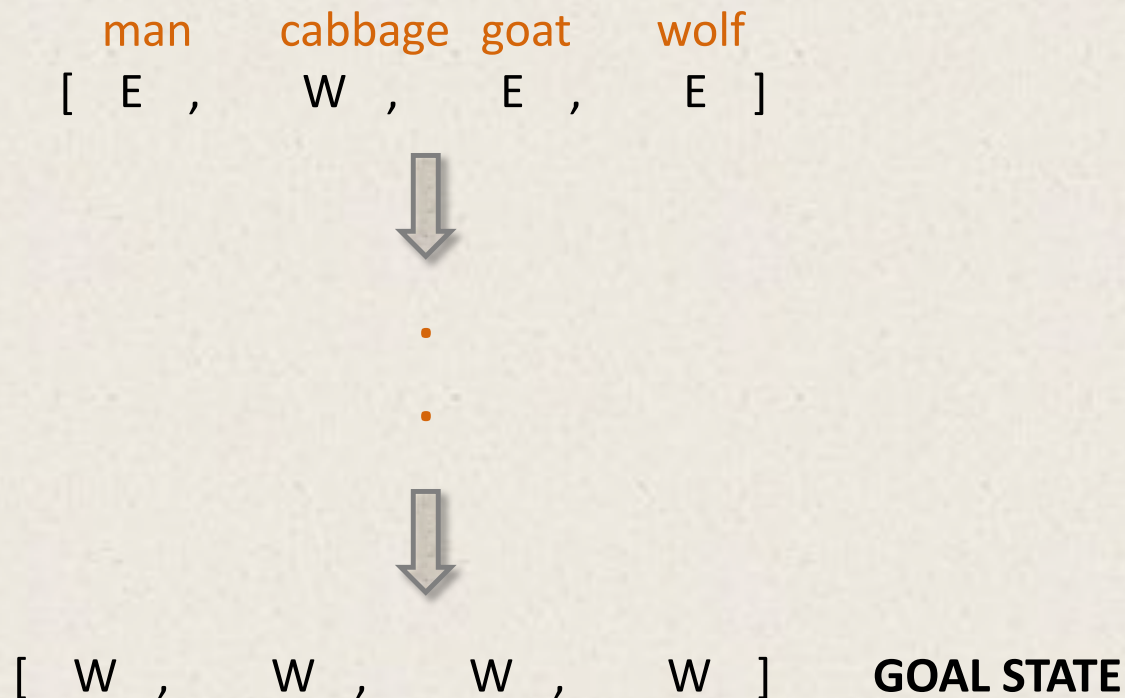 man cabbage goat wolf
[ E , W , E , E ]
.
.
[ W , W , W , W ] GOAL STATE